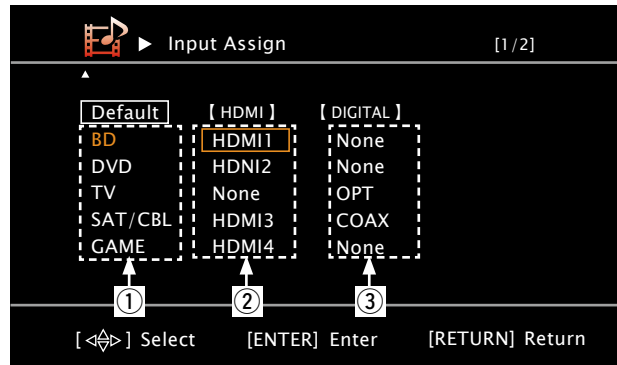 Input Assign [1/2]
Default 【 HDMI 】 【 DIGITAL 】
BD HDMI1 None
DVD HDNI2 None
TV None OPT
SAT/CBL HDMI3 COAX
GAME HDMI4 None
① ② ③
[ ◁△▽▷ ] Select [ENTER] Enter [RETURN] Return